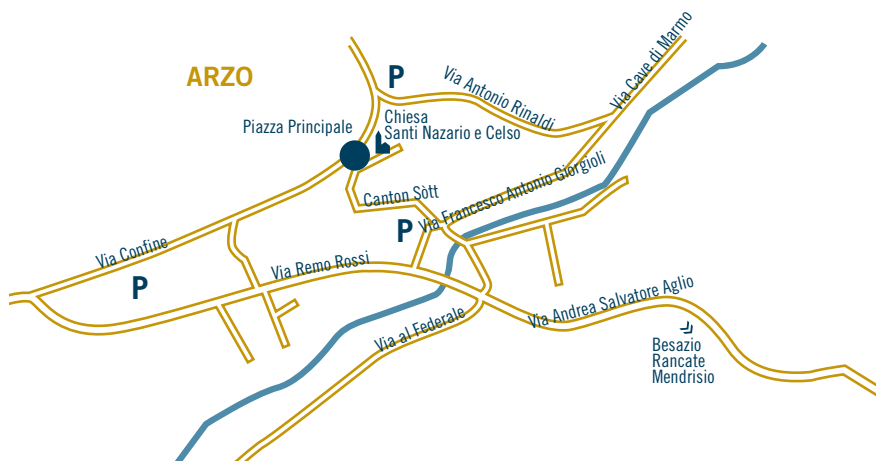 ARZO
P
Via Antonio Rinaldi
Via Cave di Marmo
Piazza Principale
Chiesa
Santi Nazario e Celso
Canton Sòtt
Via Francesco Antonio Giorgioli
P
Via Confine
P
Via Remo Rossi
Via al Federale
Via Andrea Salvatore Aglio
Besazio
Rancate
Mendrisio